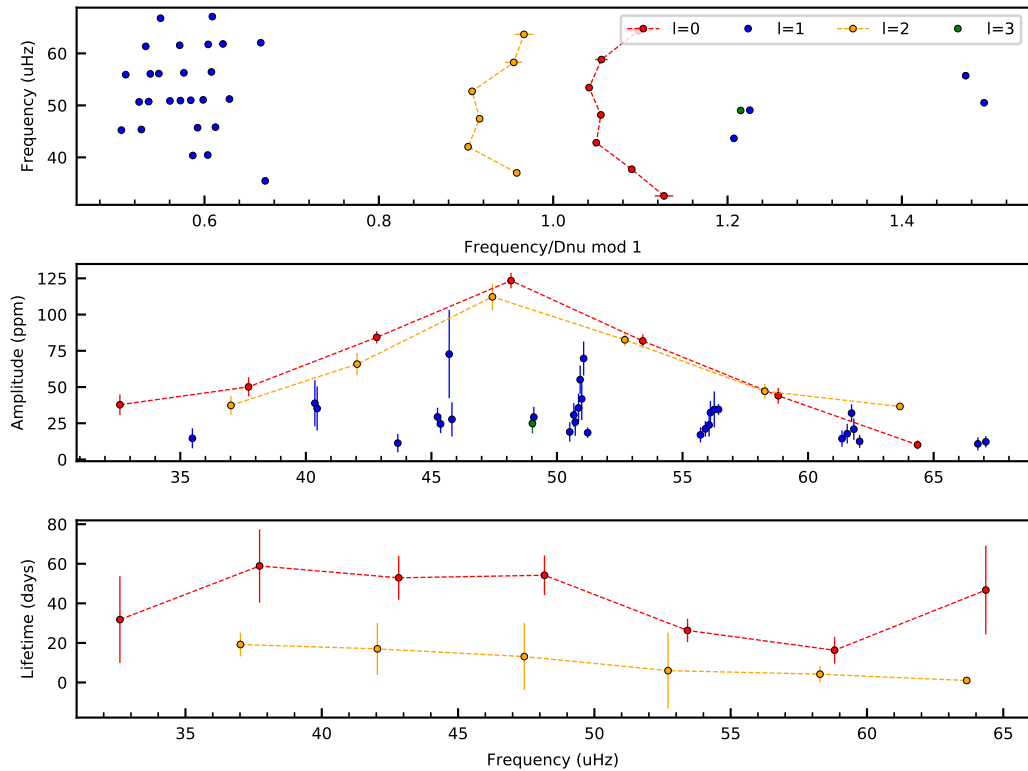 l=0 l=1 l=2 l=3
Frequency (uHz)
60
50
40
0.6 0.8 1.0 1.2 1.4
Frequency/Dnu mod 1
Amplitude (ppm)
125
100
75
50
25
0
35 40 45 50 55 60 65
Lifetime (days)
80
60
40
20
0
35 40 45 50 55 60 65
Frequency (uHz)